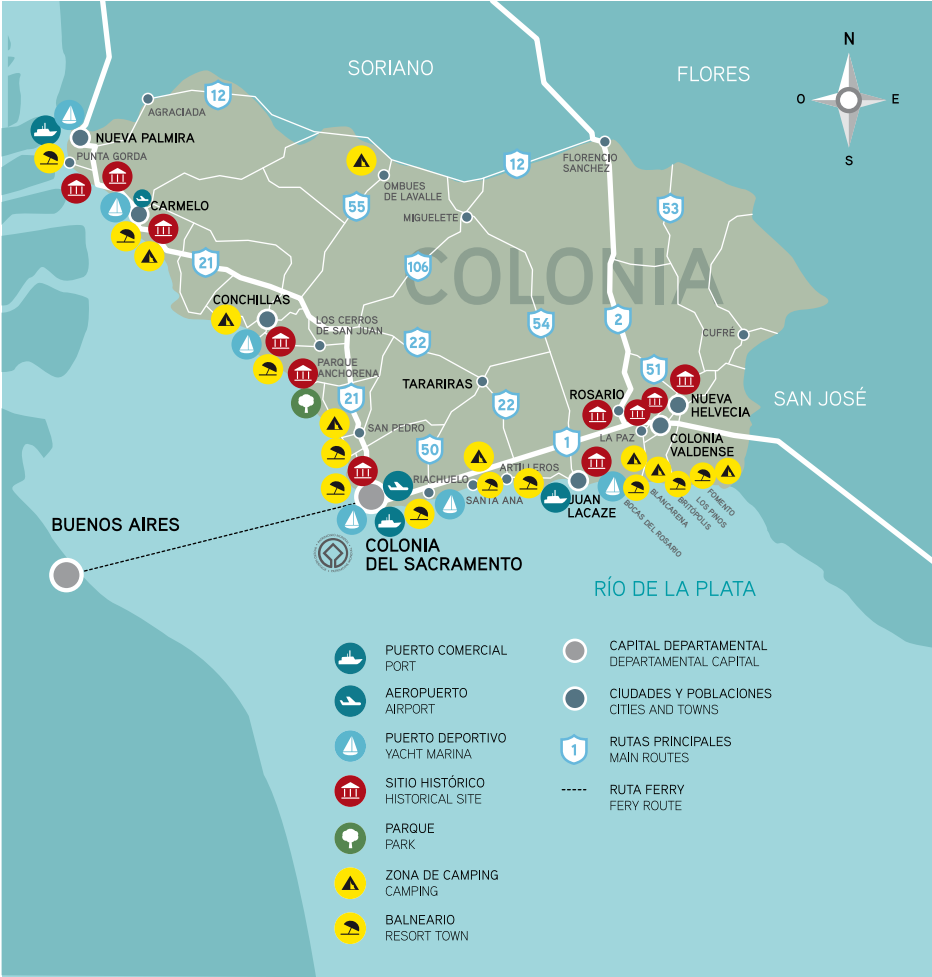 SORIANO
FLORES
N
O
E
S
12
AGRACIADA
NUEVA PALMIRA
PUNTA GORDA
12
FLORENCIO
SANCHEZ
OMBUES
DE LAVALLE
CARMELO
55
MIGUELETE
53
21
106
COLONIA
CONCHILLAS
LOS CERROS
DE SAN JUAN
54
2
22
CUFRÉ
PARQUE
ANCHORENA
51
TARARIRAS
21
22
ROSARIO
NUEVA
HELVECIA
SAN JOSÉ
SAN PEDRO
50
1
LA PAZ
COLONIA
VALDENSE
RIACHUELO
ARTILLEROS
SANTA ANA
JUAN
LACAZE
BOCAS DEL ROSARIO
BLANCARENA
BRITÓPOLIS
LOS PINOS
FOMENTO
BUENOS AIRES
COLONIA
DEL SACRAMENTO
RÍO DE LA PLATA
PUERTO COMERCIAL
PORT
AEROPUERTO
AIRPORT
PUERTO DEPORTIVO
YACHT MARINA
SITIO HISTÓRICO
HISTORICAL SITE
PARQUE
PARK
ZONA DE CAMPING
CAMPING
BALNEARIO
RESORT TOWN
CAPITAL DEPARTAMENTAL
DEPARTAMENTAL CAPITAL
CIUDADES Y POBLACIONES
CITIES AND TOWNS
1
RUTAS PRINCIPALES
MAIN ROUTES
RUTA FERRY
FERY ROUTE